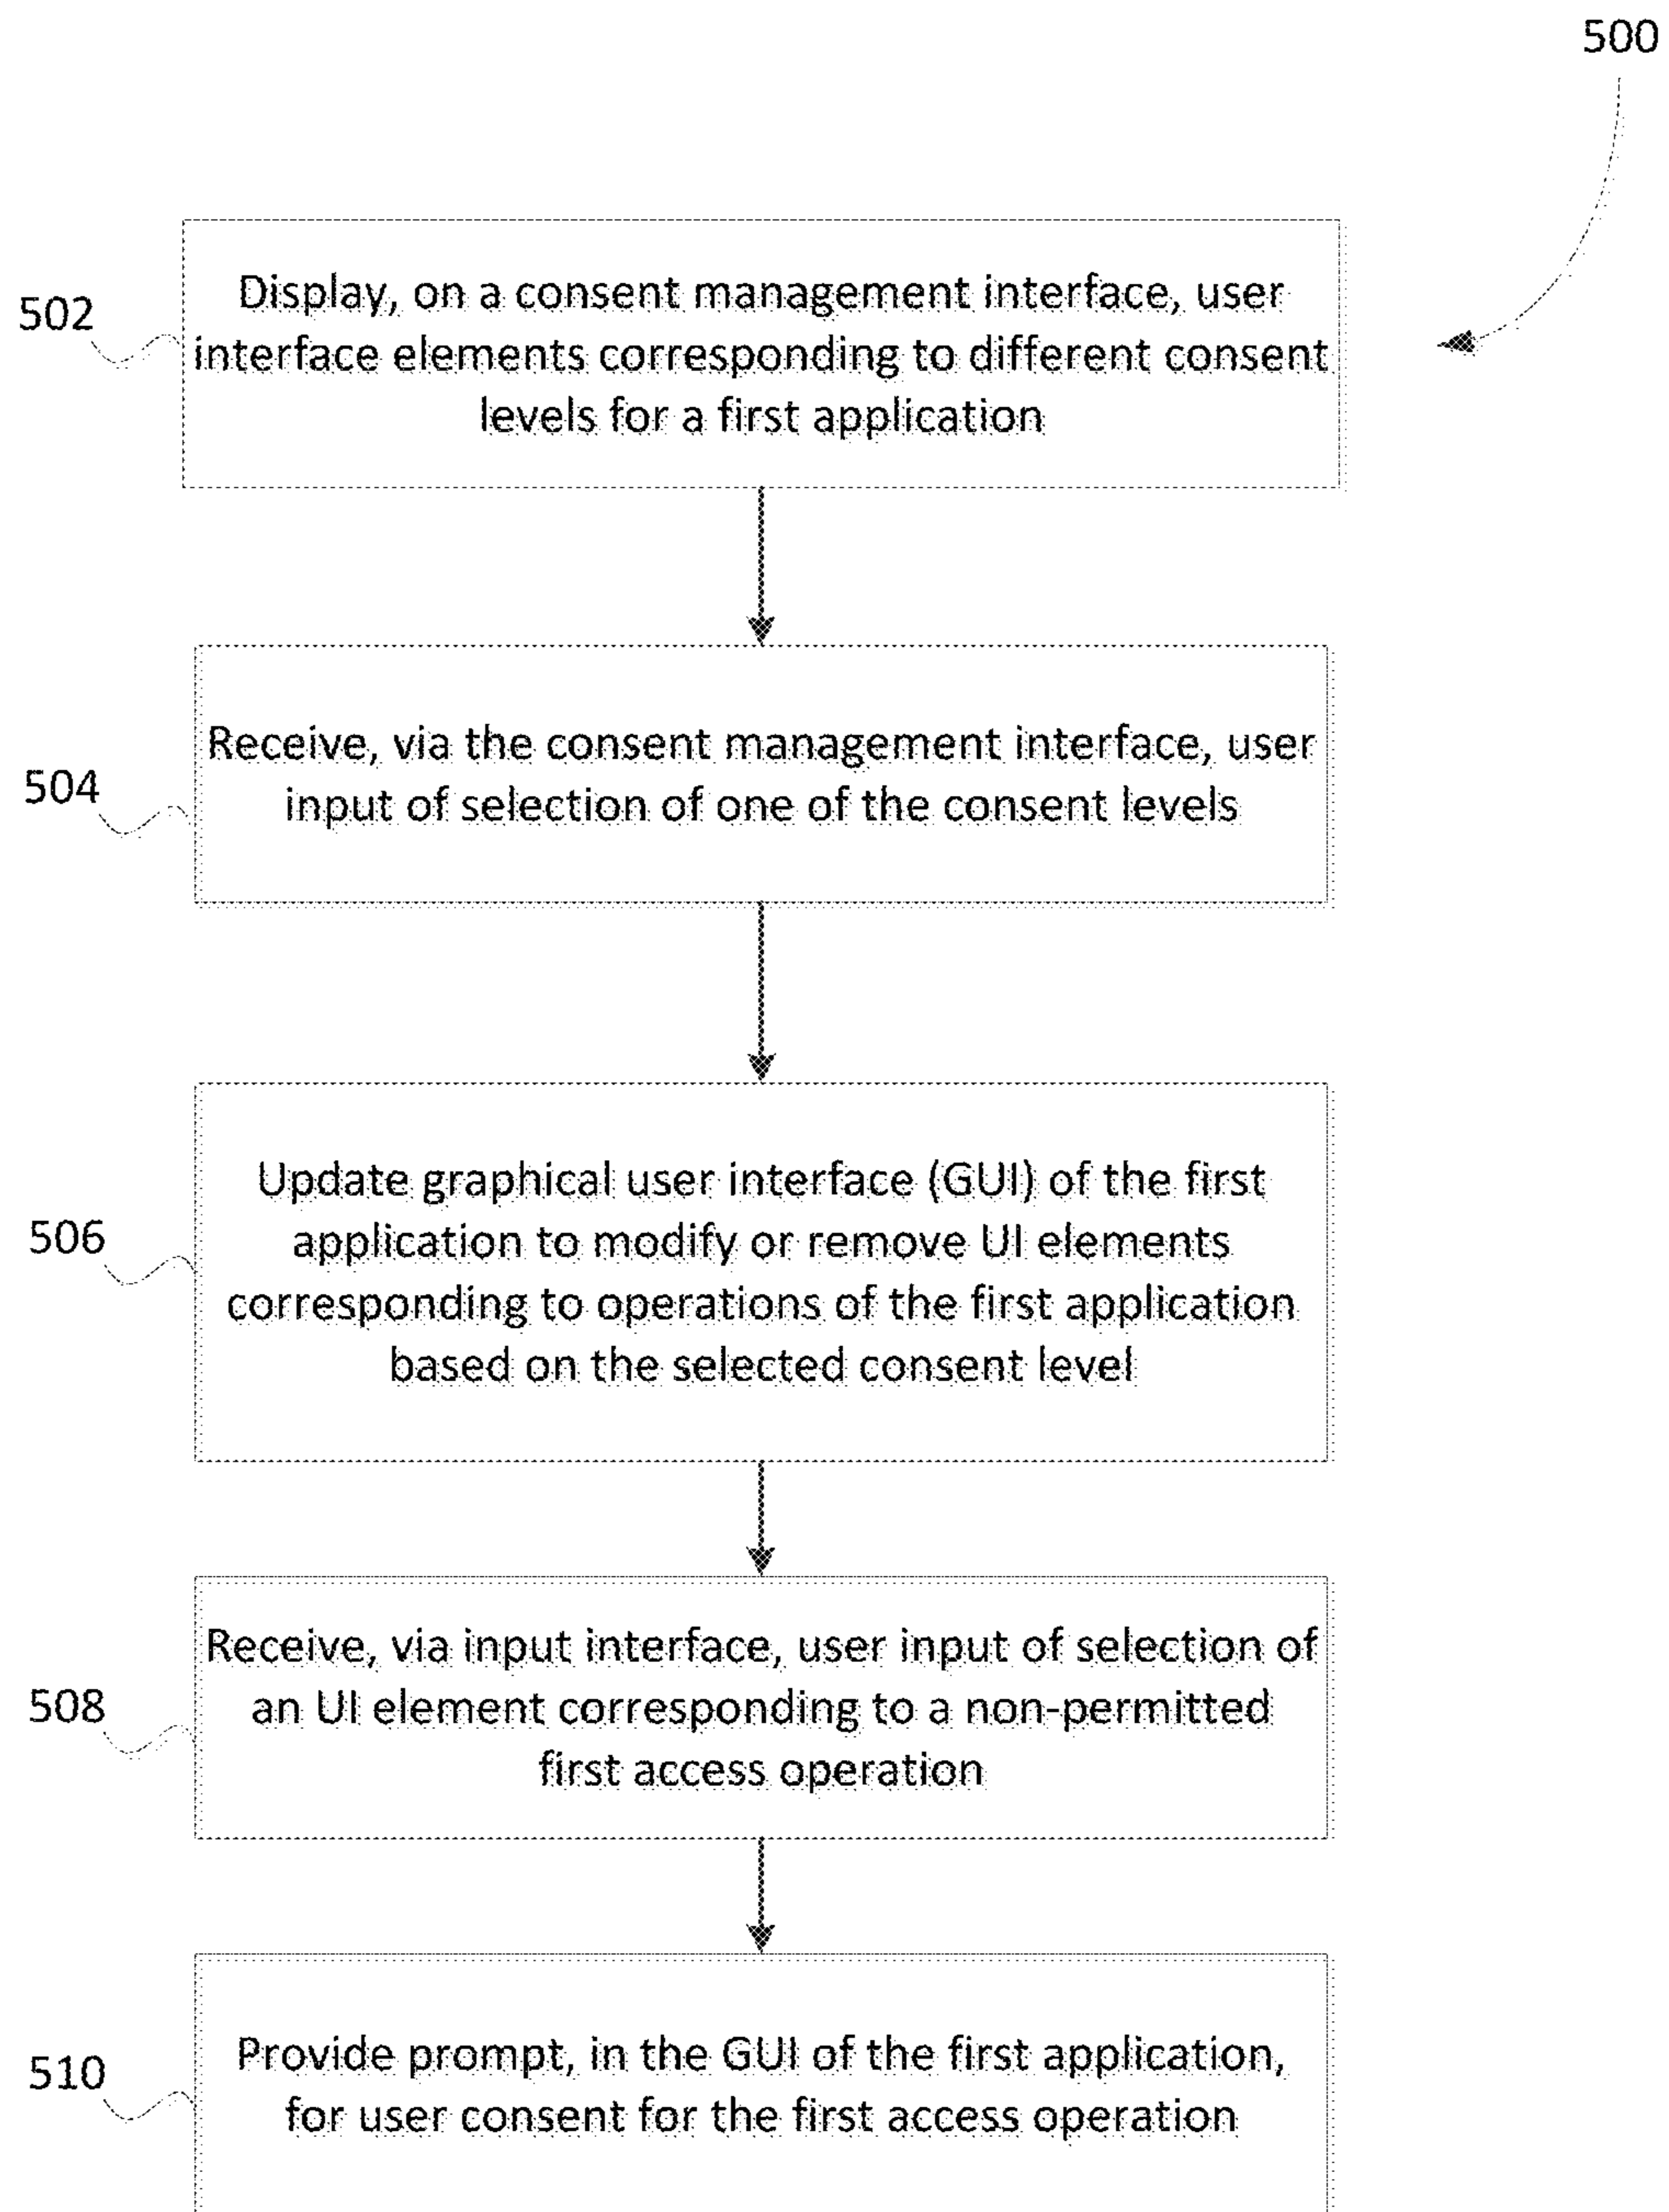 500
502
Display, on a consent management interface, user
interface elements corresponding to different consent
levels for a first application
504
Receive, via the consent management interface, user
input of selection of one of the consent levels
506
Update graphical user interface (GUI) of the first
application to modify or remove UI elements
corresponding to operations of the first application
based on the selected consent level
508
Receive, via input interface, user input of selection of
an UI element corresponding to a non-permitted
first access operation
510
Provide prompt, in the GUI of the first application,
for user consent for the first access operation